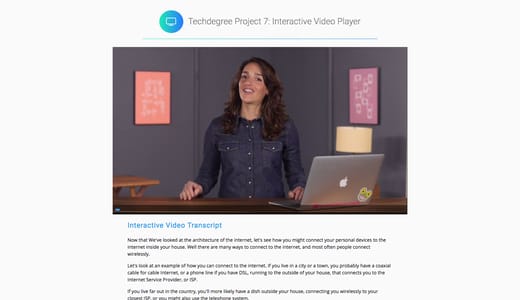 Techdegree Project 7: Interactive Video Player
Interactive Video Transcript
Now that We've looked at the architecture of the internet, let's see how you might connect your personal devices to the
internet inside your house. Well there are many ways to connect to the internet, and most often people connect
wirelessly.
Let's look at an example of how you can connect to the internet. If you live in a city or a town, you probably have a coaxial
cable for cable Internet, or a phone line if you have DSL, running to the outside of your house, that connects you to the
Internet Service Provider, or ISP.
If you live far out in the country, you'll more likely have a dish outside your house, connecting you wirelessly to your
closest ISP, or you might also use the telephone system.